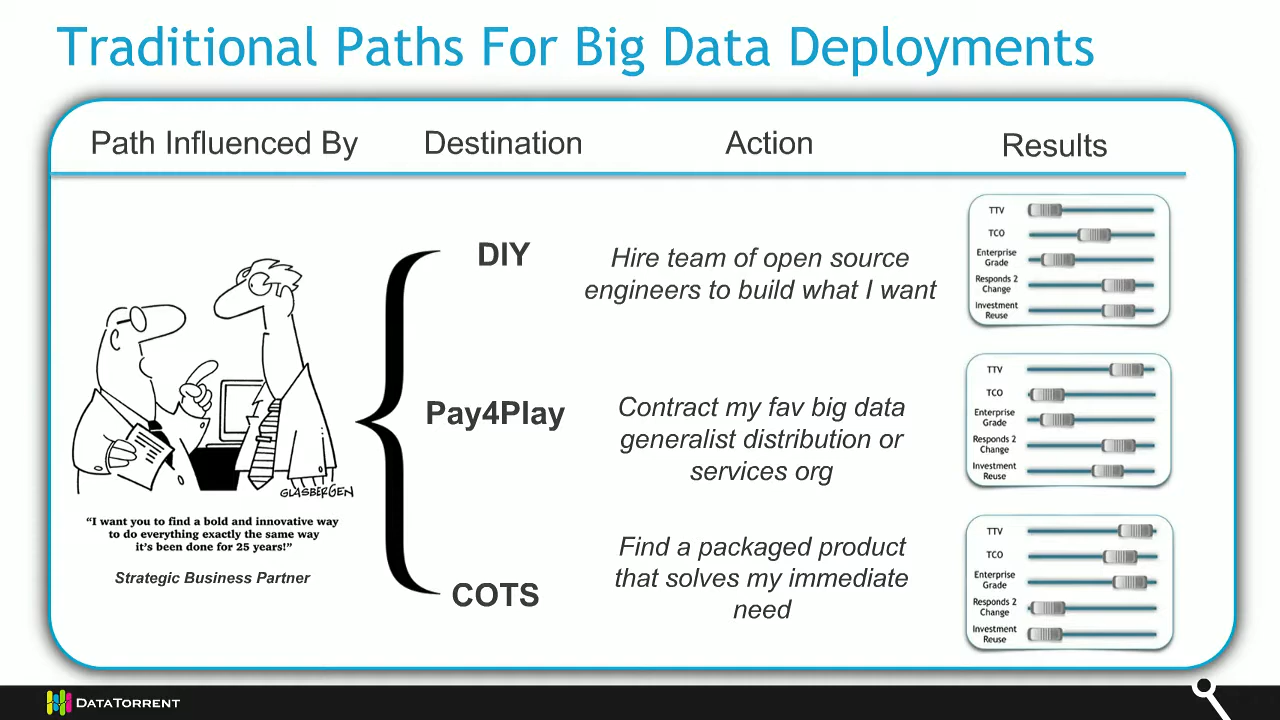 Traditional Paths For Big Data Deployments
Path Influenced By
Destination
Action
Results
GLASBERGEN
“I want you to find a bold and innovative way
to do everything exactly the same way
it’s been done for 25 years!”
Strategic Business Partner
DIY
Hire team of open source
engineers to build what I want
TTV
TCO
Enterprise
Grade
Responds 2
Change
Investment
Reuse
Pay4Play
Contract my fav big data
generalist distribution or
services org
TTV
TCO
Enterprise
Grade
Responds 2
Change
Investment
Reuse
COTS
Find a packaged product
that solves my immediate
need
TTV
TCO
Enterprise
Grade
Responds 2
Change
Investment
Reuse
DATATORRENT